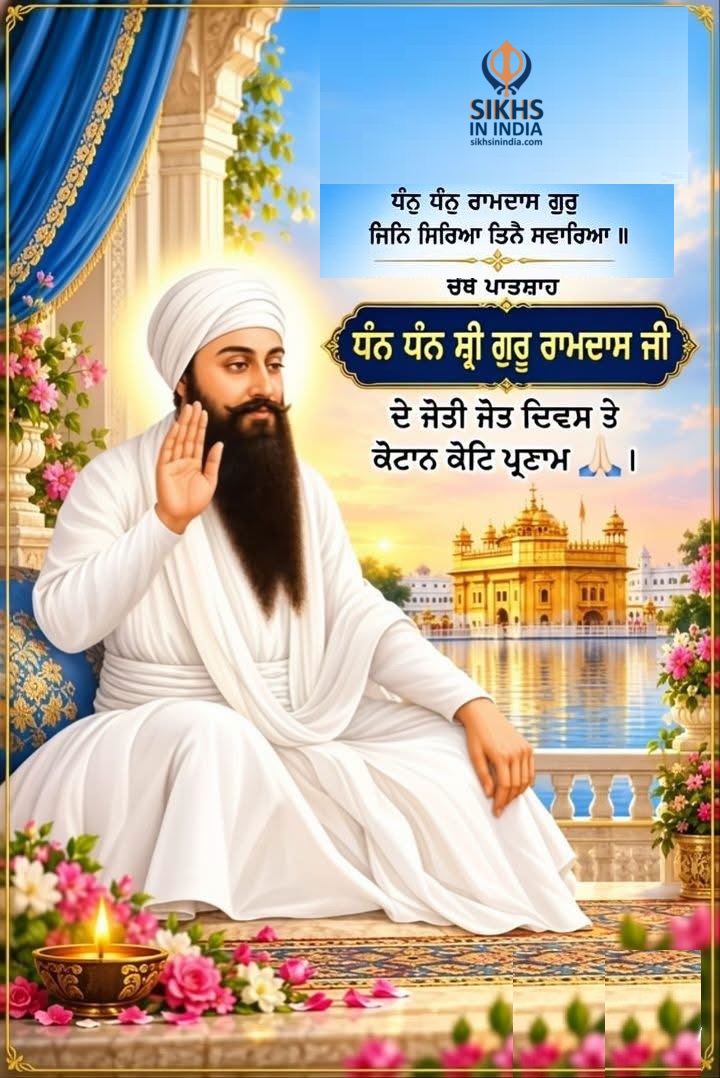 SIKHS
IN INDIA
sikhsinindia.com
ਧੰਨੁ ਧੰਨੁ ਰਾਮਦਾਸ ਗੁਰੁ
ਜਿਨਿ ਸਿਰਿਆ ਤਿਨੈ ਸਵਾਰਿਆ ॥
ਚੌਥੇ ਪਾਤਸ਼ਾਹ
ਧੰਨ ਧੰਨ ਸ਼੍ਰੀ ਗੁਰੂ ਰਾਮਦਾਸ ਜੀ
ਦੇ ਜੋਤੀ ਜੋਤ ਦਿਵਸ ਤੇ
ਕੋਟਾਨ ਕੋਟਿ ਪ੍ਰਣਾਮ 🙏🏻।